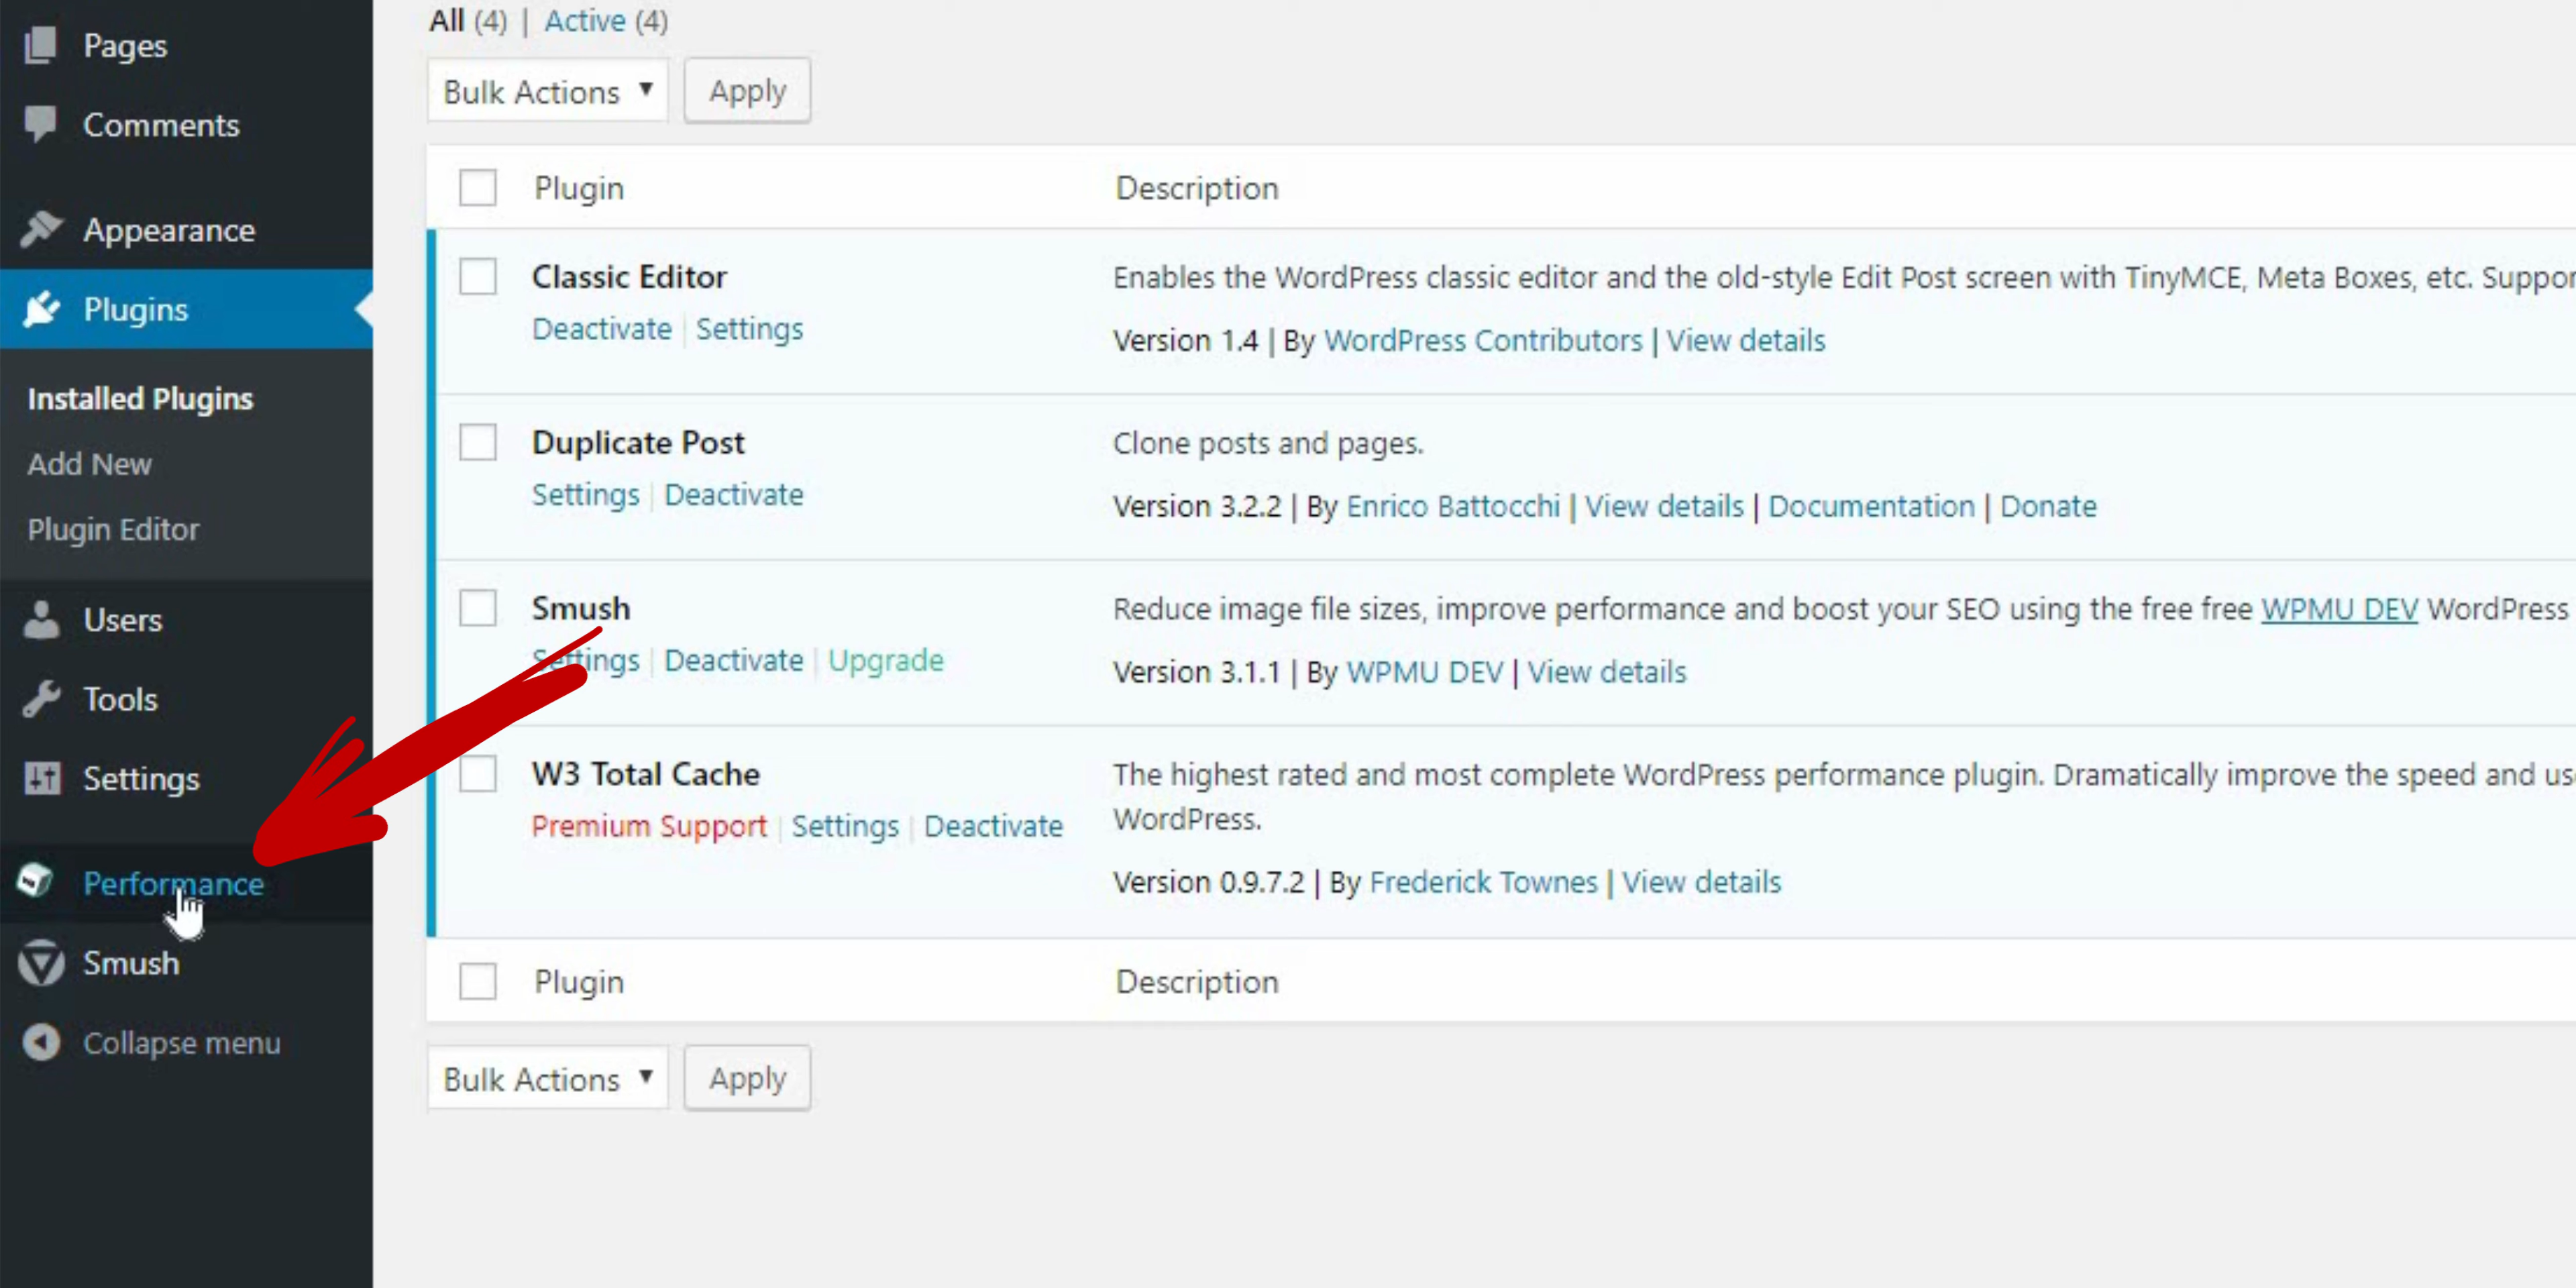 Pages
Comments
Appearance
Plugins
Installed Plugins
Add New
Plugin Editor
Users
Tools
Settings
Performance
Smush
Collapse menu
All (4) | Active (4)
Bulk Actions ▼ Apply
Plugin Description
Classic Editor
Deactivate | Settings
Enables the WordPress classic editor and the old-style Edit Post screen with TinyMCE, Meta Boxes, etc. Suppor
Version 1.4 | By WordPress Contributors | View details
Duplicate Post
Settings | Deactivate
Clone posts and pages.
Version 3.2.2 | By Enrico Battocchi | View details | Documentation | Donate
Smush
Settings | Deactivate | Upgrade
Reduce image file sizes, improve performance and boost your SEO using the free free WPMU DEV WordPress
Version 3.1.1 | By WPMU DEV | View details
W3 Total Cache
Premium Support | Settings | Deactivate
The highest rated and most complete WordPress performance plugin. Dramatically improve the speed and us
WordPress.
Version 0.9.7.2 | By Frederick Townes | View details
Plugin Description
Bulk Actions ▼ Apply